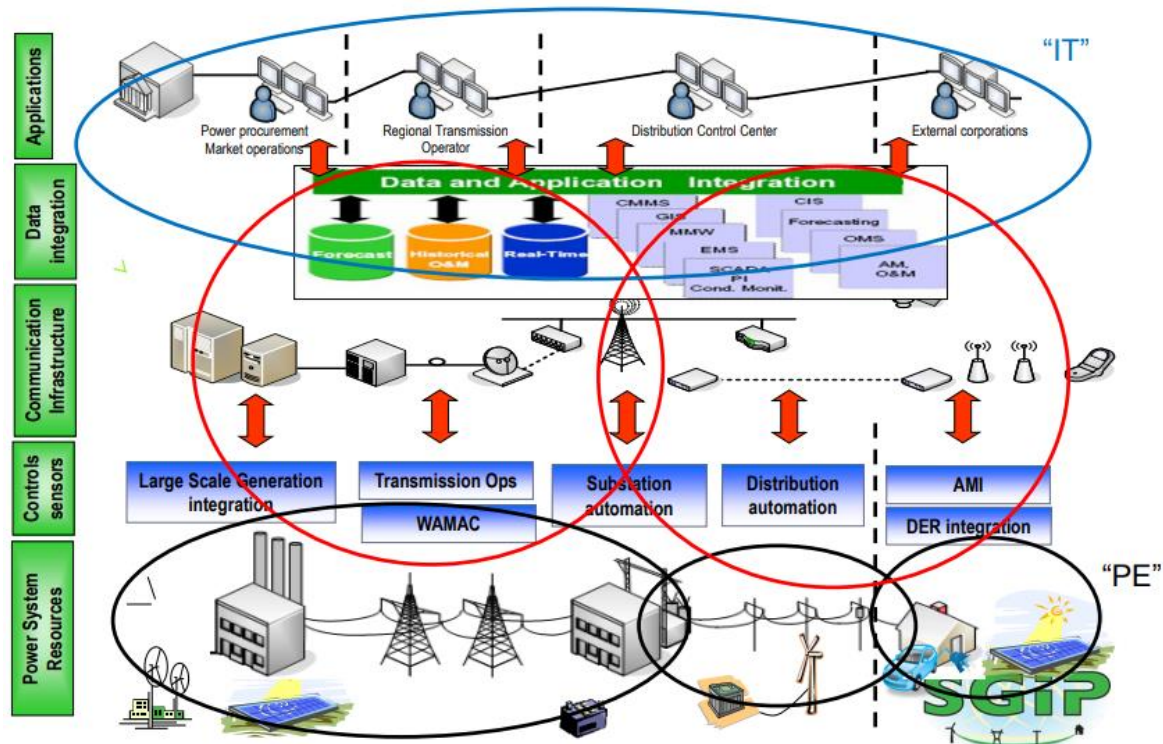 "IT"
Applications
Power procurement
Market operations
Regional Transmission
Operator
Distribution Control Center
External corporations
Data
integration
Data and Application Integration
Forecast
Historical
O&M
Real-Time
CMMS
GIS
MMW
EMS
SCADA
PI
Cond. Monit.
CIS
Forecasting
OMS
AM,
O&M
Communication
Infrastructure
Controls
sensors
Large Scale Generation
integration
Transmission Ops
WAMAC
Substation
automation
Distribution
automation
AMI
DER integration
Power System
Resources
"PE"
SGIP